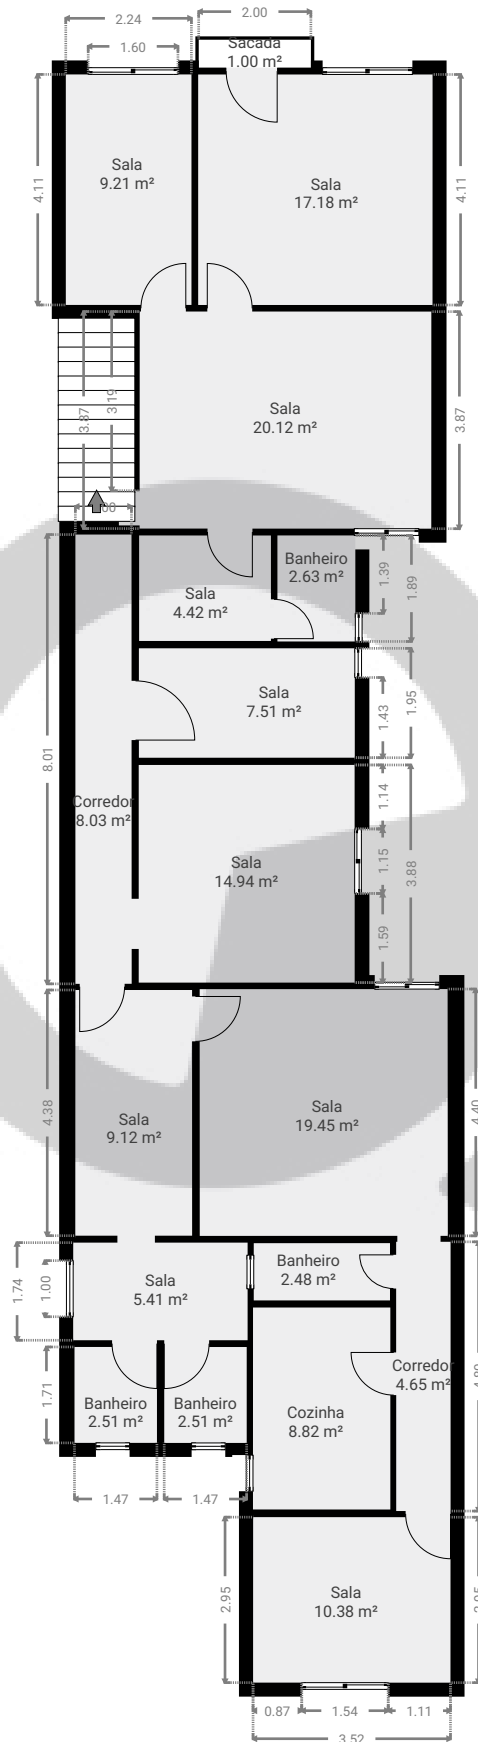 2.00
2.24
1.60
Sacada
1.00 m²
4.11
4.11
Sala
9.21 m²
Sala
17.18 m²
3.87
3.19
3.87
Sala
20.12 m²
Banheiro
2.63 m²
Sala
4.42 m²
1.39
1.89
Sala
7.51 m²
1.43
1.95
8.01
Corredor
8.03 m²
1.14
1.15
3.88
1.59
Sala
14.94 m²
4.38
4.40
Sala
9.12 m²
Sala
19.45 m²
1.74
1.00
Sala
5.41 m²
Banheiro
2.48 m²
Corredor
4.65 m²
1.71
Banheiro
2.51 m²
Banheiro
2.51 m²
Cozinha
8.82 m²
1.47
1.47
2.95
2.95
Sala
10.38 m²
0.87
1.54
1.11
3.52